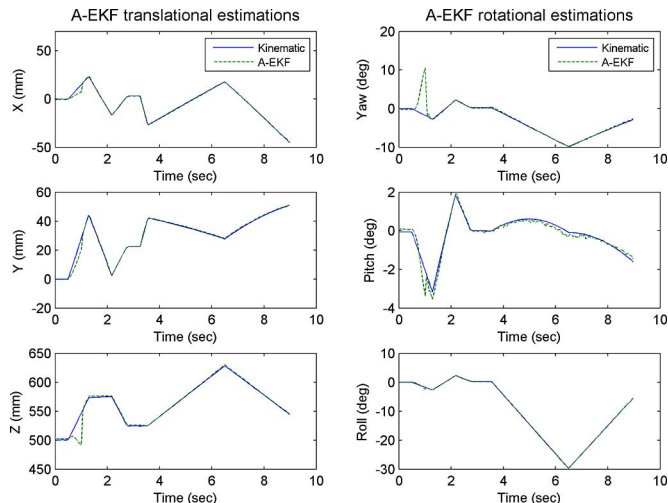 A-EKF translational estimations
X (mm)
50
0
-50
Kinematic
A-EKF
0 2 4 6 8 10
Time (sec)
Y (mm)
60
40
20
0
-20
0 2 4 6 8 10
Time (sec)
Z (mm)
650
600
550
500
450
0 2 4 6 8 10
Time (sec)
A-EKF rotational estimations
Yaw (deg)
20
10
0
-10
Kinematic
A-EKF
0 2 4 6 8 10
Time (sec)
Pitch (deg)
2
0
-2
-4
0 2 4 6 8 10
Time (sec)
Roll (deg)
10
0
-10
-20
-30
0 2 4 6 8 10
Time (sec)